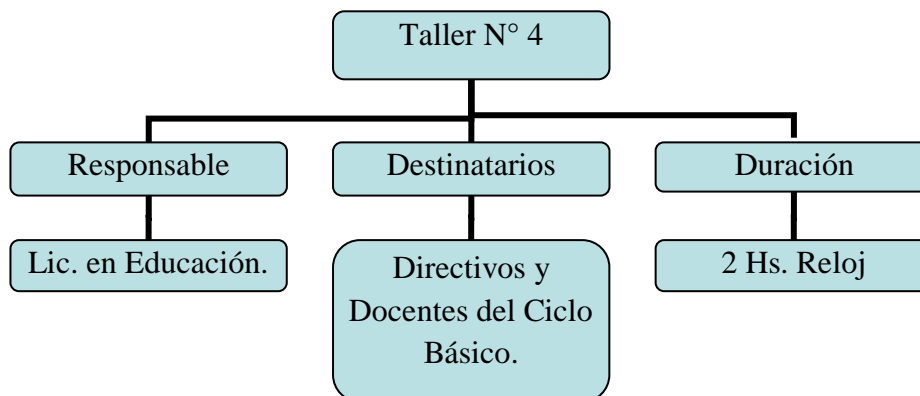 Taller N° 4
Responsable
Destinatarios
Duración
Lic. en Educación.
Directivos y
Docentes del Ciclo
Básico.
2 Hs. Reloj